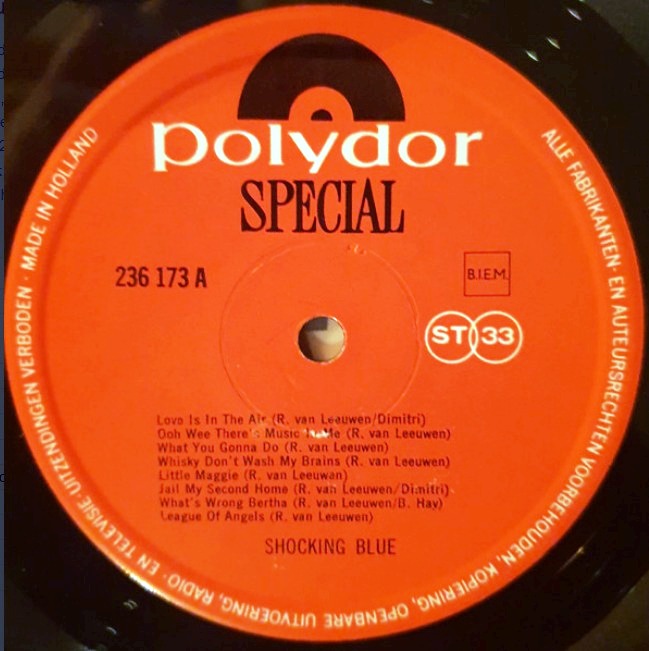 polydor
SPECIAL
236 173 A
B.I.E.M.
ST 33
Love Is In The Air (R. van Leeuwen/Dimitri)
Ooh Wee There's Music In Me (R. van Leeuwen)
What You Gonna Do (R. van Leeuwen)
Whisky Don't Wash My Brains (R. van Leeuwen)
Little Maggie (R. van Leeuwen)
Jail My Second Home (R. van Leeuwen/Dimitri)
What's Wrong Bertha (R. van Leeuwen/B. Hay)
League Of Angels (R. van Leeuwen)
SHOCKING BLUE
ALLE FABRIKANTEN- EN AUTEURSRECHTEN VOORBEHOUDEN, KOPIERING, OPENBARE UITVOERING, RADIO- EN TELEVISIE-UITZENDINGEN VERBODEN · MADE IN HOLLAND